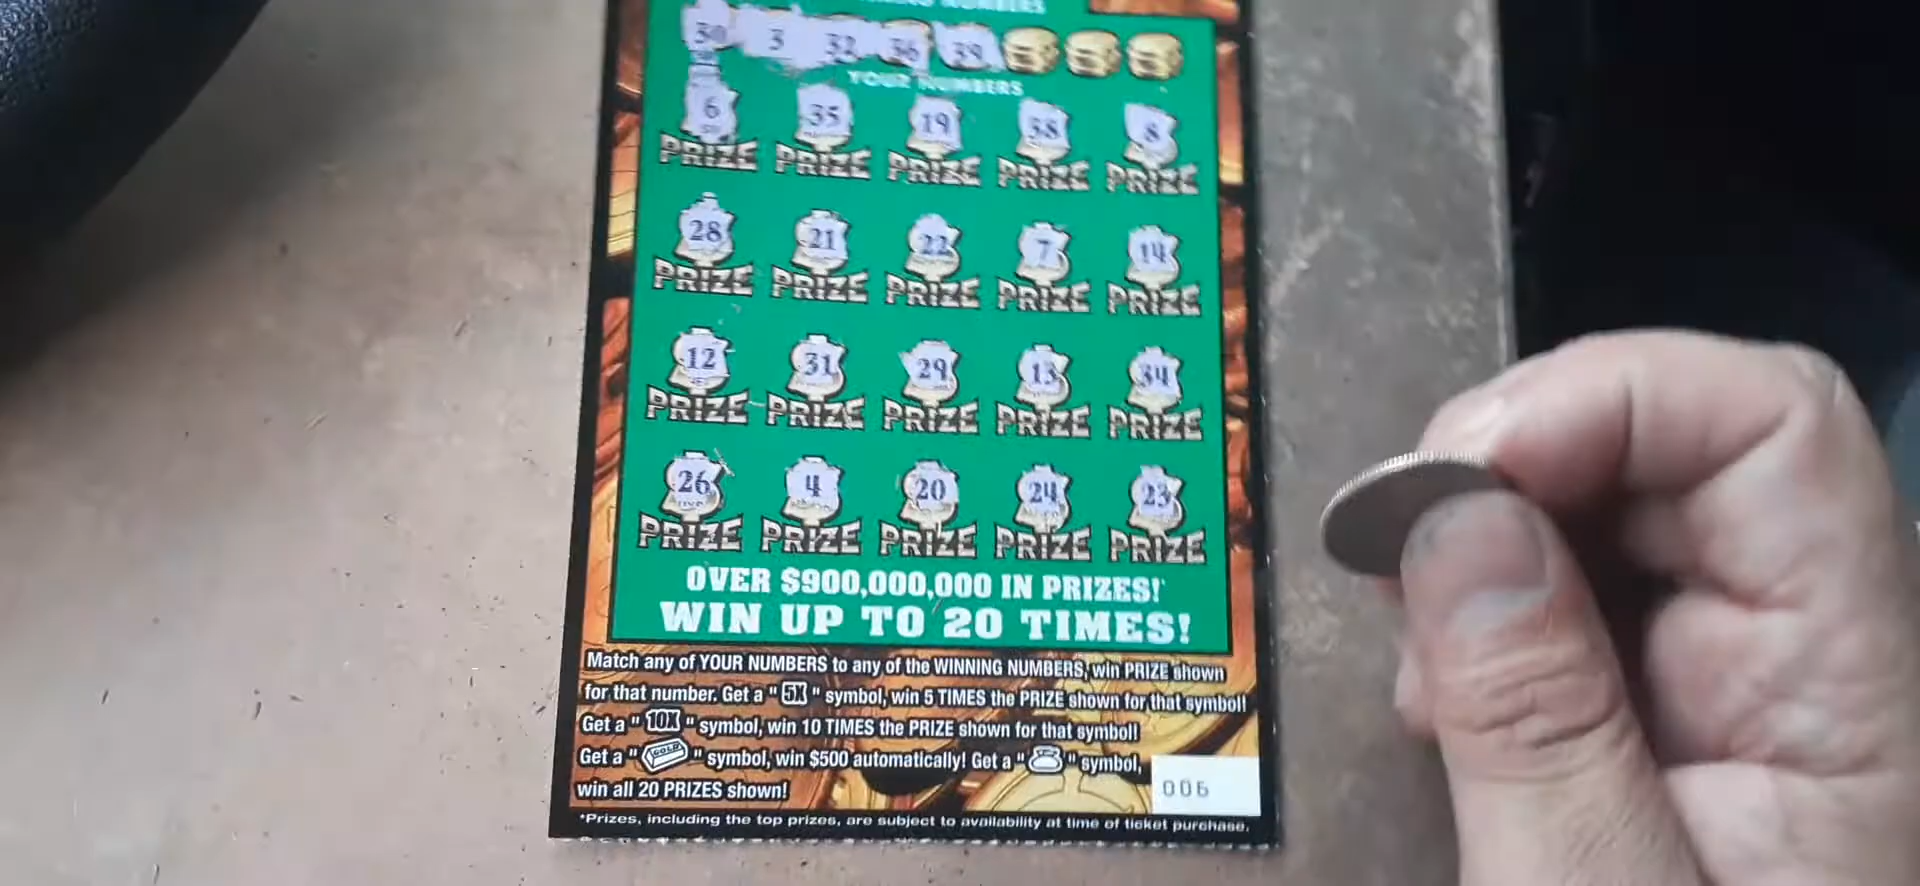 WINNING NUMBERS
30 3 32 36 39
YOUR NUMBERS
6 35 19 38 8
PRIZE PRIZE PRIZE PRIZE PRIZE
28 21 22 7 14
PRIZE PRIZE PRIZE PRIZE PRIZE
12 31 29 13 34
PRIZE PRIZE PRIZE PRIZE PRIZE
26 4 20 24 23
PRIZE PRIZE PRIZE PRIZE PRIZE
OVER $900,000,000 IN PRIZES!*
WIN UP TO 20 TIMES!
Match any of YOUR NUMBERS to any of the WINNING NUMBERS, win PRIZE shown
for that number. Get a "5X" symbol, win 5 TIMES the PRIZE shown for that symbol!
Get a "10X" symbol, win 10 TIMES the PRIZE shown for that symbol!
Get a "GOLD" symbol, win $500 automatically! Get a " " symbol,
win all 20 PRIZES shown!
006
*Prizes, including the top prizes, are subject to availability at time of ticket purchase.